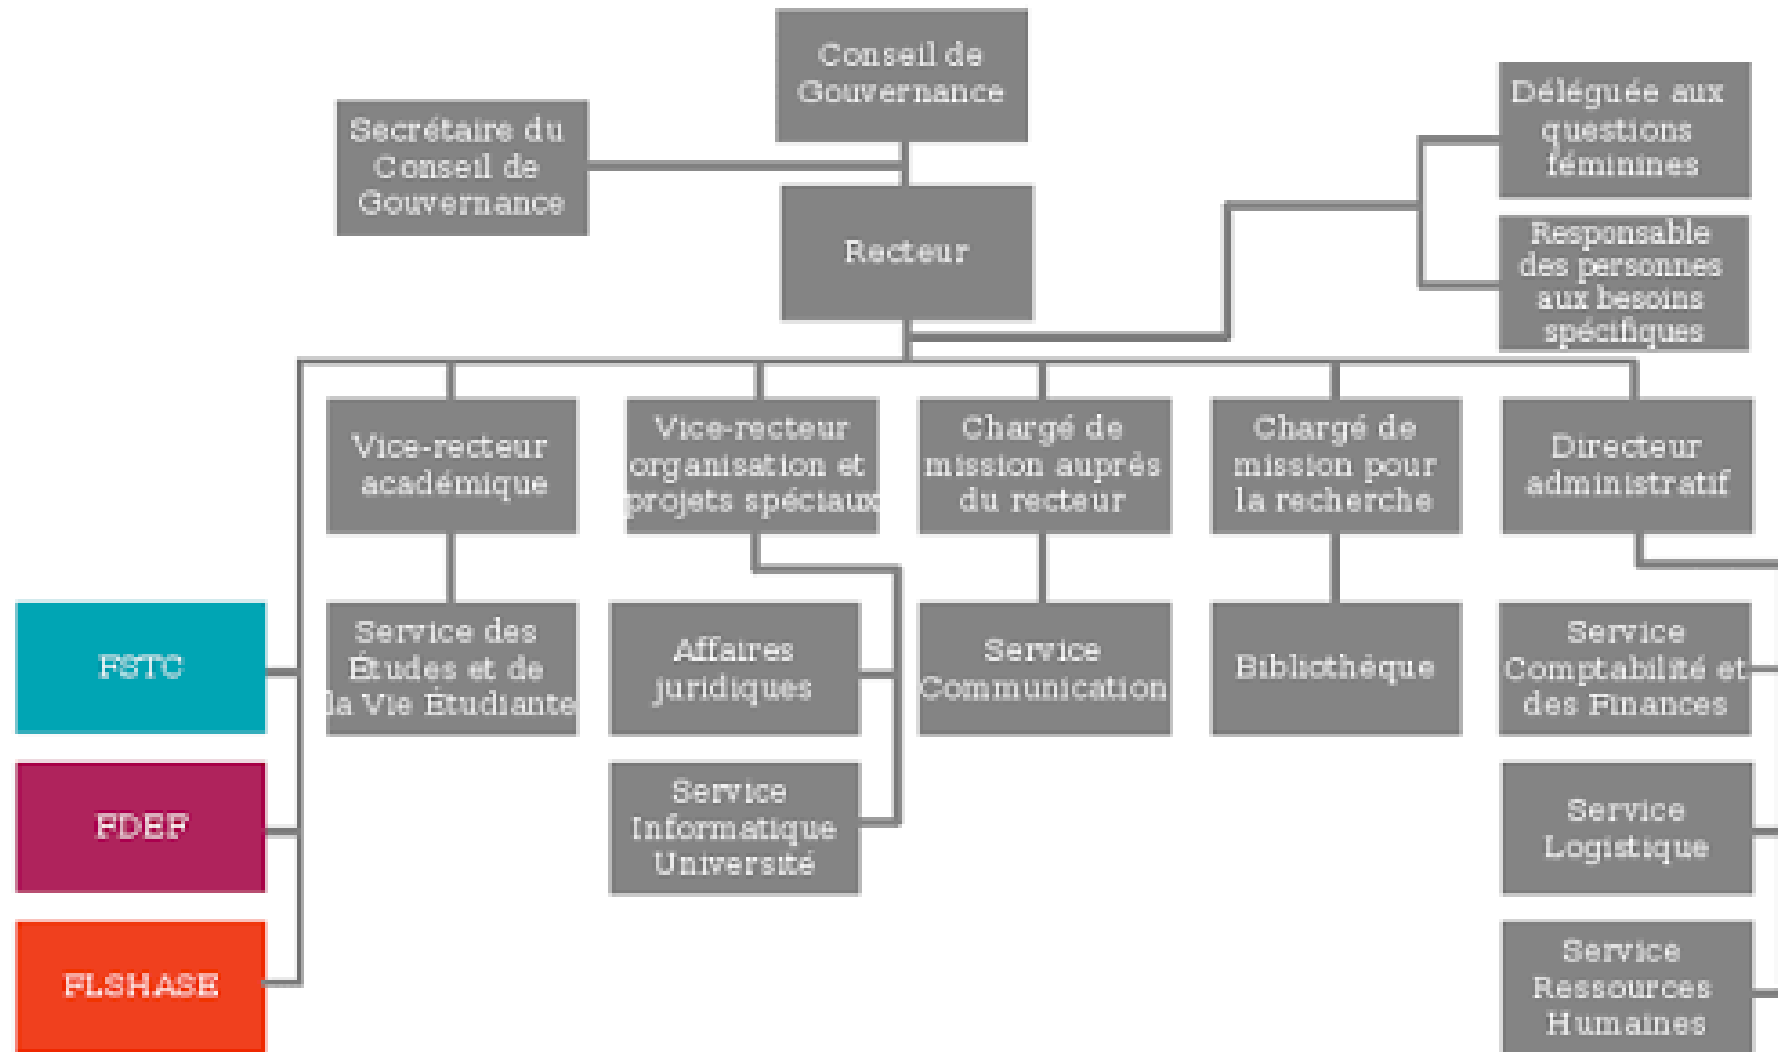 Conseil de
Gouvernance
Secrétaire du
Conseil de
Gouvernance
Déléguée aux
questions
féminines
Recteur
Responsable
des personnes
aux besoins
spécifiques
Vice-recteur
académique
Vice-recteur
organisation et
projets spéciaux
Chargé de
mission auprès
du recteur
Chargé de
mission pour
la recherche
Directeur
administratif
FSTC
Service des
Études et de
la Vie Étudiante
Affaires
juridiques
Service
Communication
Bibliothèque
Service
Comptabilité et
des Finances
FDEF
Service
Informatique
Université
Service
Logistique
FLSHASE
Service
Ressources
Humaines